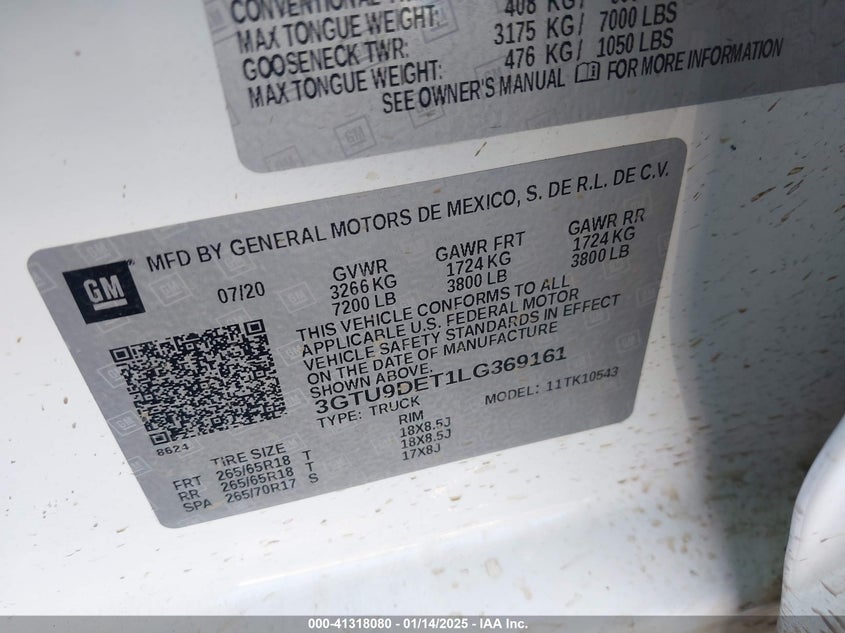 CONVENTIONAL
408 KG/
MAX TONGUE WEIGHT: 3175 KG/ 7000 LBS
GOOSENECK TWR: 476 KG/ 1050 LBS
MAX TONGUE WEIGHT:
SEE OWNER'S MANUAL FOR MORE INFORMATION
GM
MFD BY GENERAL MOTORS DE MEXICO, S. DE R.L. DE C.V.
07/20
GVWR GAWR FRT GAWR RR
3266 KG 1724 KG 1724 KG
7200 LB 3800 LB 3800 LB
THIS VEHICLE CONFORMS TO ALL
APPLICABLE U.S. FEDERAL MOTOR
VEHICLE SAFETY STANDARDS IN EFFECT
ON THE DATE OF MANUFACTURE
SHOWN ABOVE.
3GTU9DET1LG369161
TYPE: TRUCK MODEL: 11TK10543
8624
TIRE SIZE RIM
FRT 265/65R18 T 18X8.5J
RR 265/65R18 T 18X8.5J
SPA 265/70R17 S 17X8J
000-41318080 - 01/14/2025 - IAA Inc.